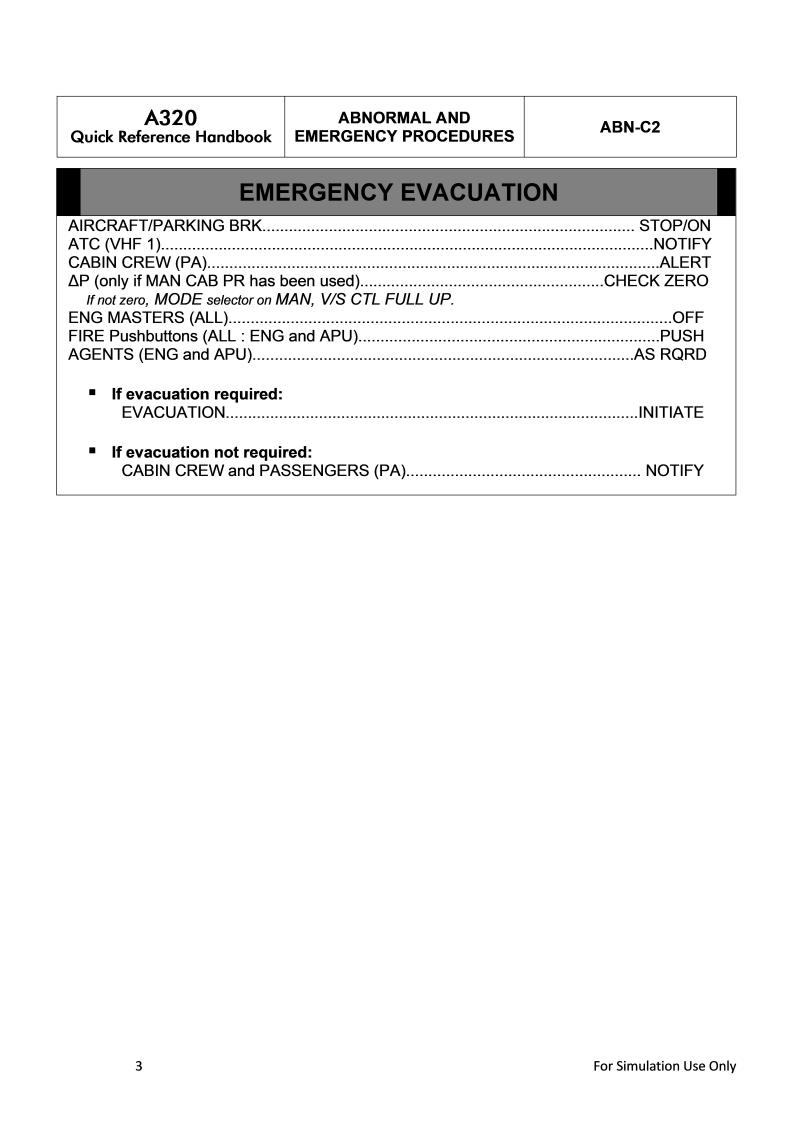 A320
Quick Reference Handbook
ABNORMAL AND
EMERGENCY PROCEDURES
ABN-C2
EMERGENCY EVACUATION
AIRCRAFT/PARKING BRK................................................................................... STOP/ON
ATC (VHF 1)..............................................................................................................NOTIFY
CABIN CREW (PA).....................................................................................................ALERT
ΔP (only if MAN CAB PR has been used)......................................................CHECK ZERO
If not zero, MODE selector on MAN, V/S CTL FULL UP.
ENG MASTERS (ALL)...................................................................................................OFF
FIRE Pushbuttons (ALL : ENG and APU)...................................................................PUSH
AGENTS (ENG and APU).....................................................................................AS RQRD
▪ If evacuation required:
EVACUATION............................................................................................INITIATE
▪ If evacuation not required:
CABIN CREW and PASSENGERS (PA).................................................... NOTIFY
3
For Simulation Use Only